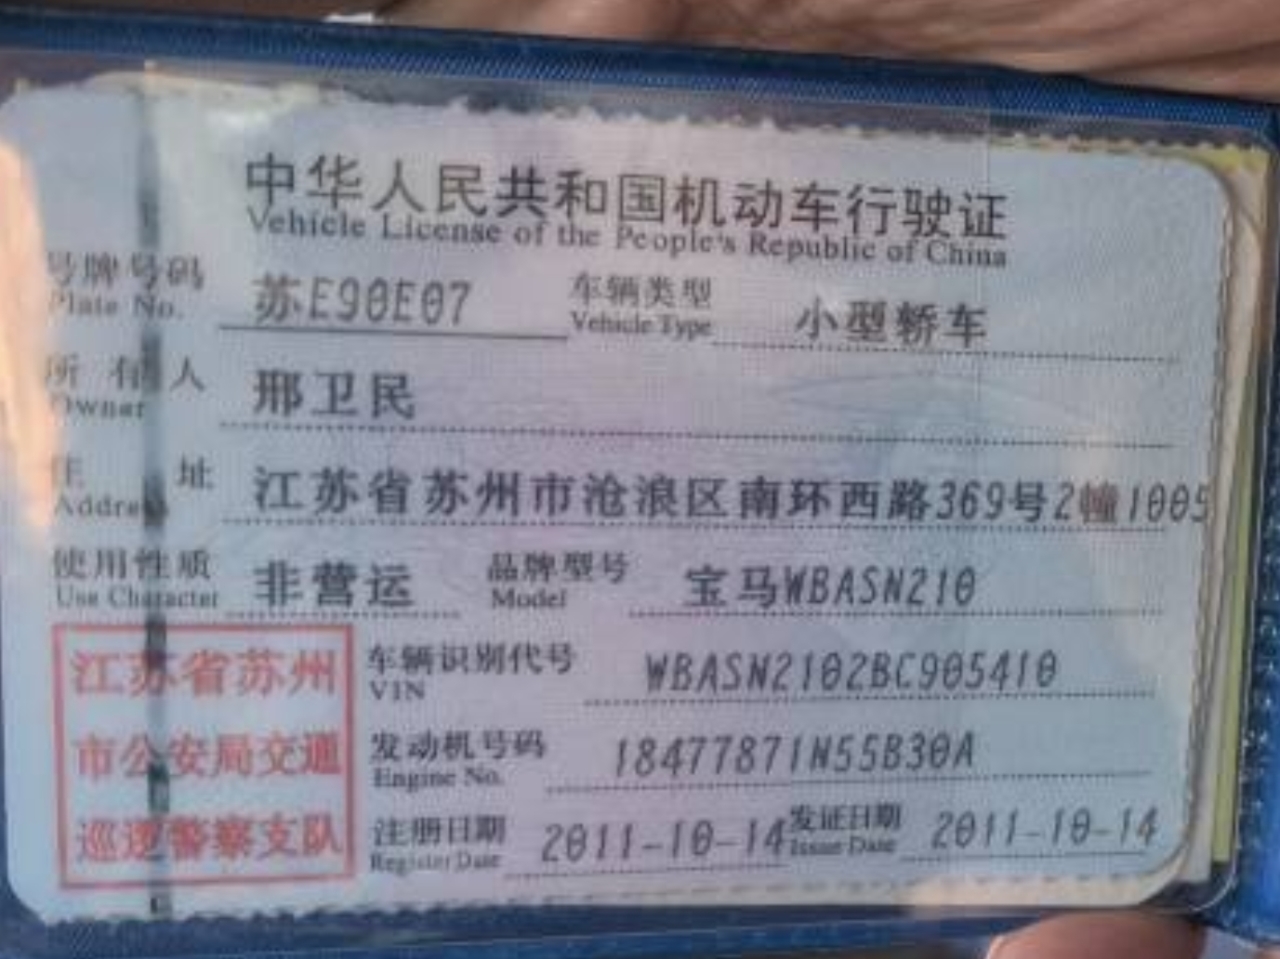 中华人民共和国机动车行驶证
Vehicle License of the People's Republic of China
号牌号码 苏E90E07 车辆类型 小型轿车
Plate No. Vehicle Type
所有人 邢卫民
Owner
住址 江苏省苏州市沧浪区南环西路369号2幢1005
Address
使用性质 非营运 品牌型号 宝马WBASN210
Use Character Model
江苏省苏州
市公安局交通
巡逻警察支队
车辆识别代号 WBASN2102BC905410
VIN
发动机号码 18477871N55B30A
Engine No.
注册日期 2011-10-14 发证日期 2011-10-14
Register Date Issue Date